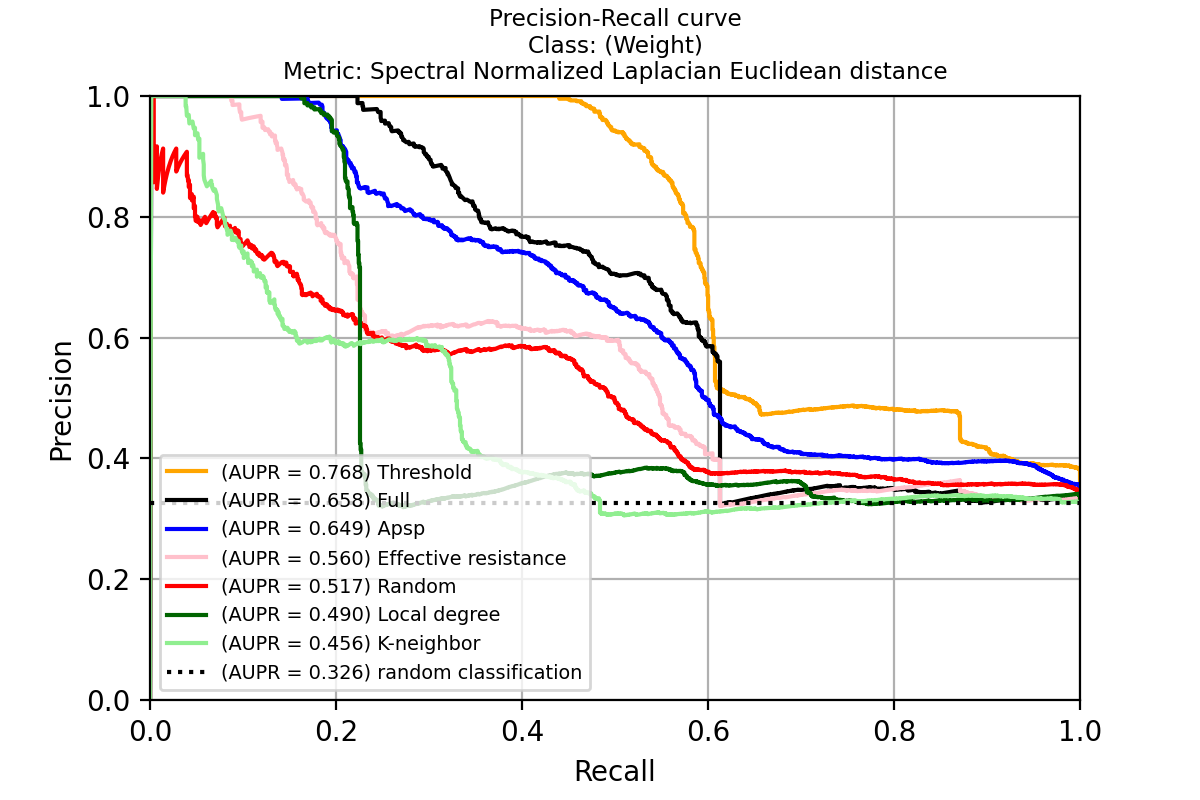 Precision-Recall curve
Class: (Weight)
Metric: Spectral Normalized Laplacian Euclidean distance
1.0
0.8
0.6
0.4
0.2
0.0
Precision
(AUPR = 0.768) Threshold
(AUPR = 0.658) Full
(AUPR = 0.649) Apsp
(AUPR = 0.560) Effective resistance
(AUPR = 0.517) Random
(AUPR = 0.490) Local degree
(AUPR = 0.456) K-neighbor
(AUPR = 0.326) random classification
0.0 0.2 0.4 0.6 0.8 1.0
Recall